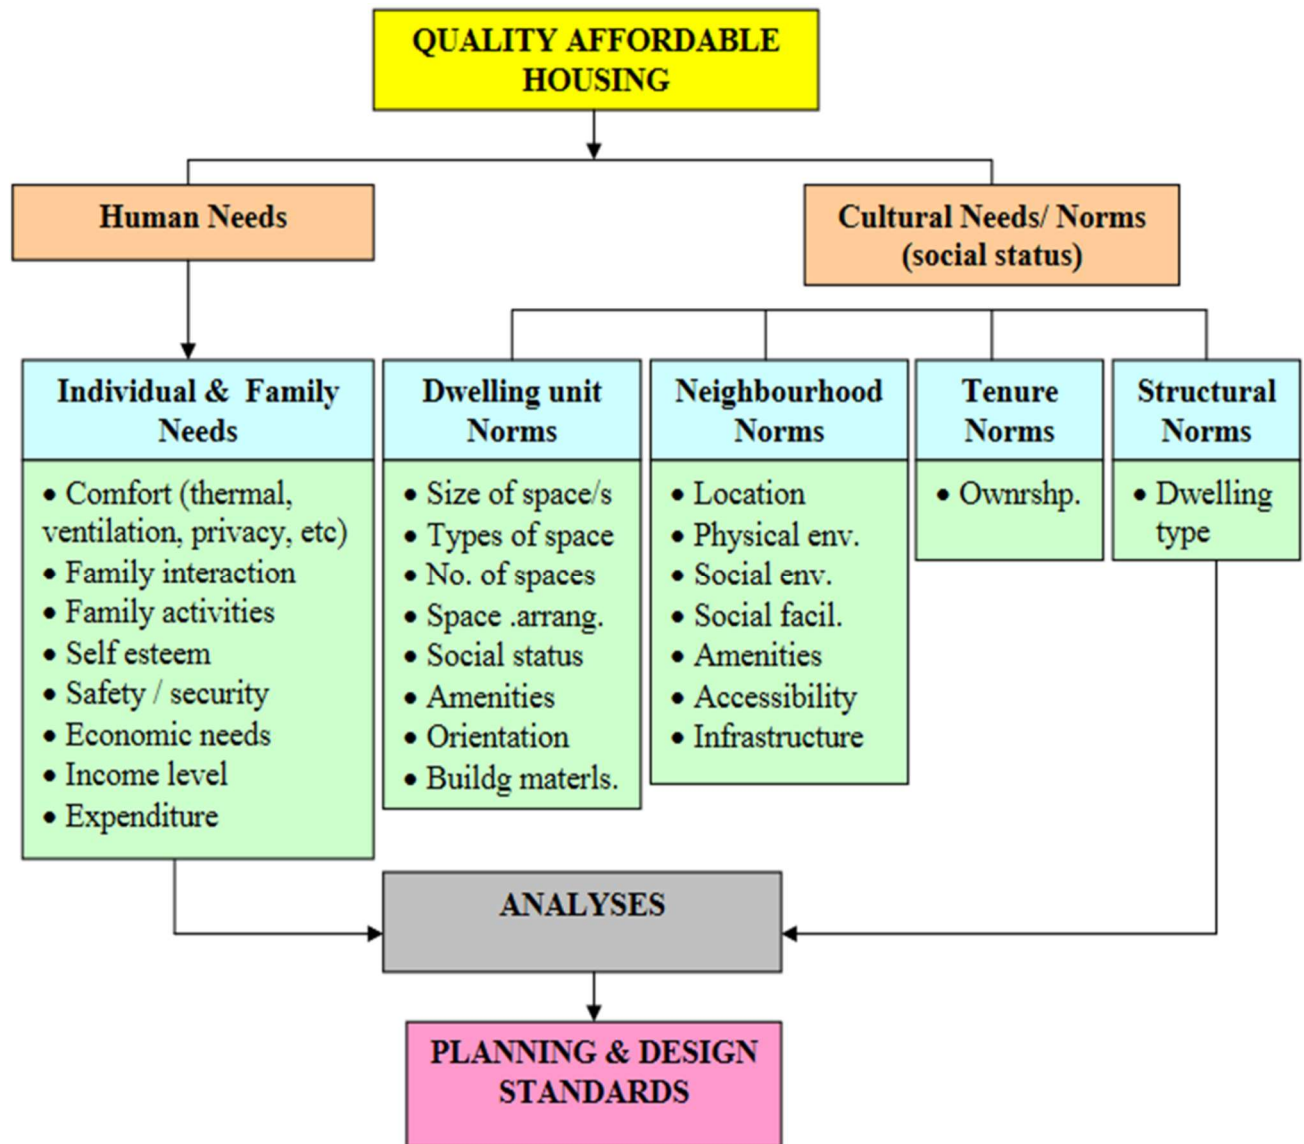 QUALITY AFFORDABLE
HOUSING
Human Needs
Cultural Needs/ Norms
(social status)
Individual & Family
Needs
• Comfort (thermal,
ventilation, privacy, etc)
• Family interaction
• Family activities
• Self esteem
• Safety / security
• Economic needs
• Income level
• Expenditure
Dwelling unit
Norms
• Size of space/s
• Types of space
• No. of spaces
• Space .arrang.
• Social status
• Amenities
• Orientation
• Buildg materls.
Neighbourhood
Norms
• Location
• Physical env.
• Social env.
• Social facil.
• Amenities
• Accessibility
• Infrastructure
Tenure
Norms
• Ownrshp.
Structural
Norms
• Dwelling
type
ANALYSES
PLANNING & DESIGN
STANDARDS